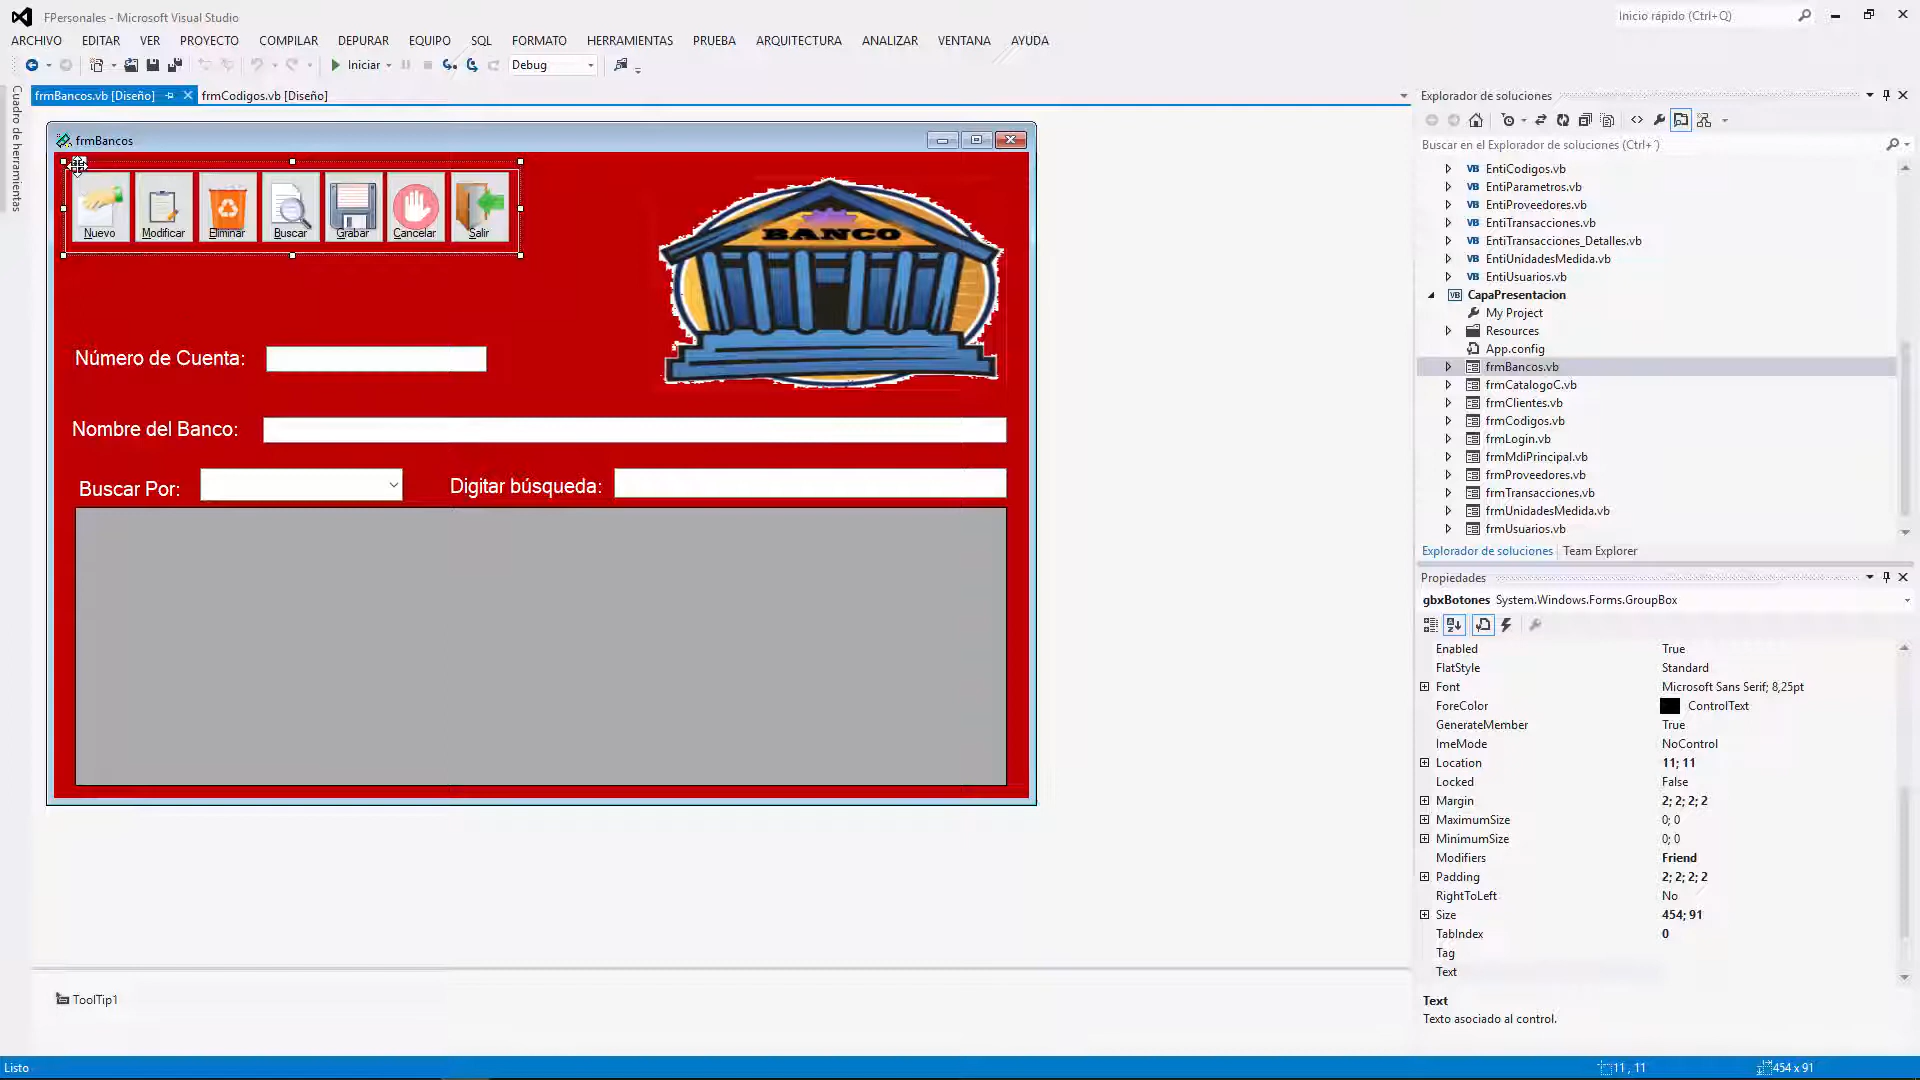 FPersonales - Microsoft Visual Studio
Inicio rápido (Ctrl+Q)
ARCHIVO EDITAR VER PROYECTO COMPILAR DEPURAR EQUIPO SQL FORMATO HERRAMIENTAS PRUEBA ARQUITECTURA ANALIZAR VENTANA AYUDA
Iniciar Debug
frmBancos.vb [Diseño] frmCodigos.vb [Diseño]
Cuadro de herramientas
frmBancos
Nuevo Modificar Eliminar Buscar Grabar Cancelar Salir
BANCO
Número de Cuenta:
Nombre del Banco:
Buscar Por: Digitar búsqueda:
ToolTip1
Explorador de soluciones
Buscar en el Explorador de soluciones (Ctrl+¨)
VB EntiCodigos.vb
VB EntiParametros.vb
VB EntiProveedores.vb
VB EntiTransacciones.vb
VB EntiTransacciones_Detalles.vb
VB EntiUnidadesMedida.vb
VB EntiUsuarios.vb
VB CapaPresentacion
My Project
Resources
App.config
frmBancos.vb
frmCatalogoC.vb
frmClientes.vb
frmCodigos.vb
frmLogin.vb
frmMdiPrincipal.vb
frmProveedores.vb
frmTransacciones.vb
frmUnidadesMedida.vb
frmUsuarios.vb
Explorador de soluciones Team Explorer
Propiedades
gbxBotones System.Windows.Forms.GroupBox
Enabled True
FlatStyle Standard
Font Microsoft Sans Serif; 8,25pt
ForeColor ControlText
GenerateMember True
ImeMode NoControl
Location 11; 11
Locked False
Margin 2; 2; 2; 2
MaximumSize 0; 0
MinimumSize 0; 0
Modifiers Friend
Padding 2; 2; 2; 2
RightToLeft No
Size 454; 91
TabIndex 0
Tag
Text
Text
Texto asociado al control.
Listo 11 , 11 454 x 91